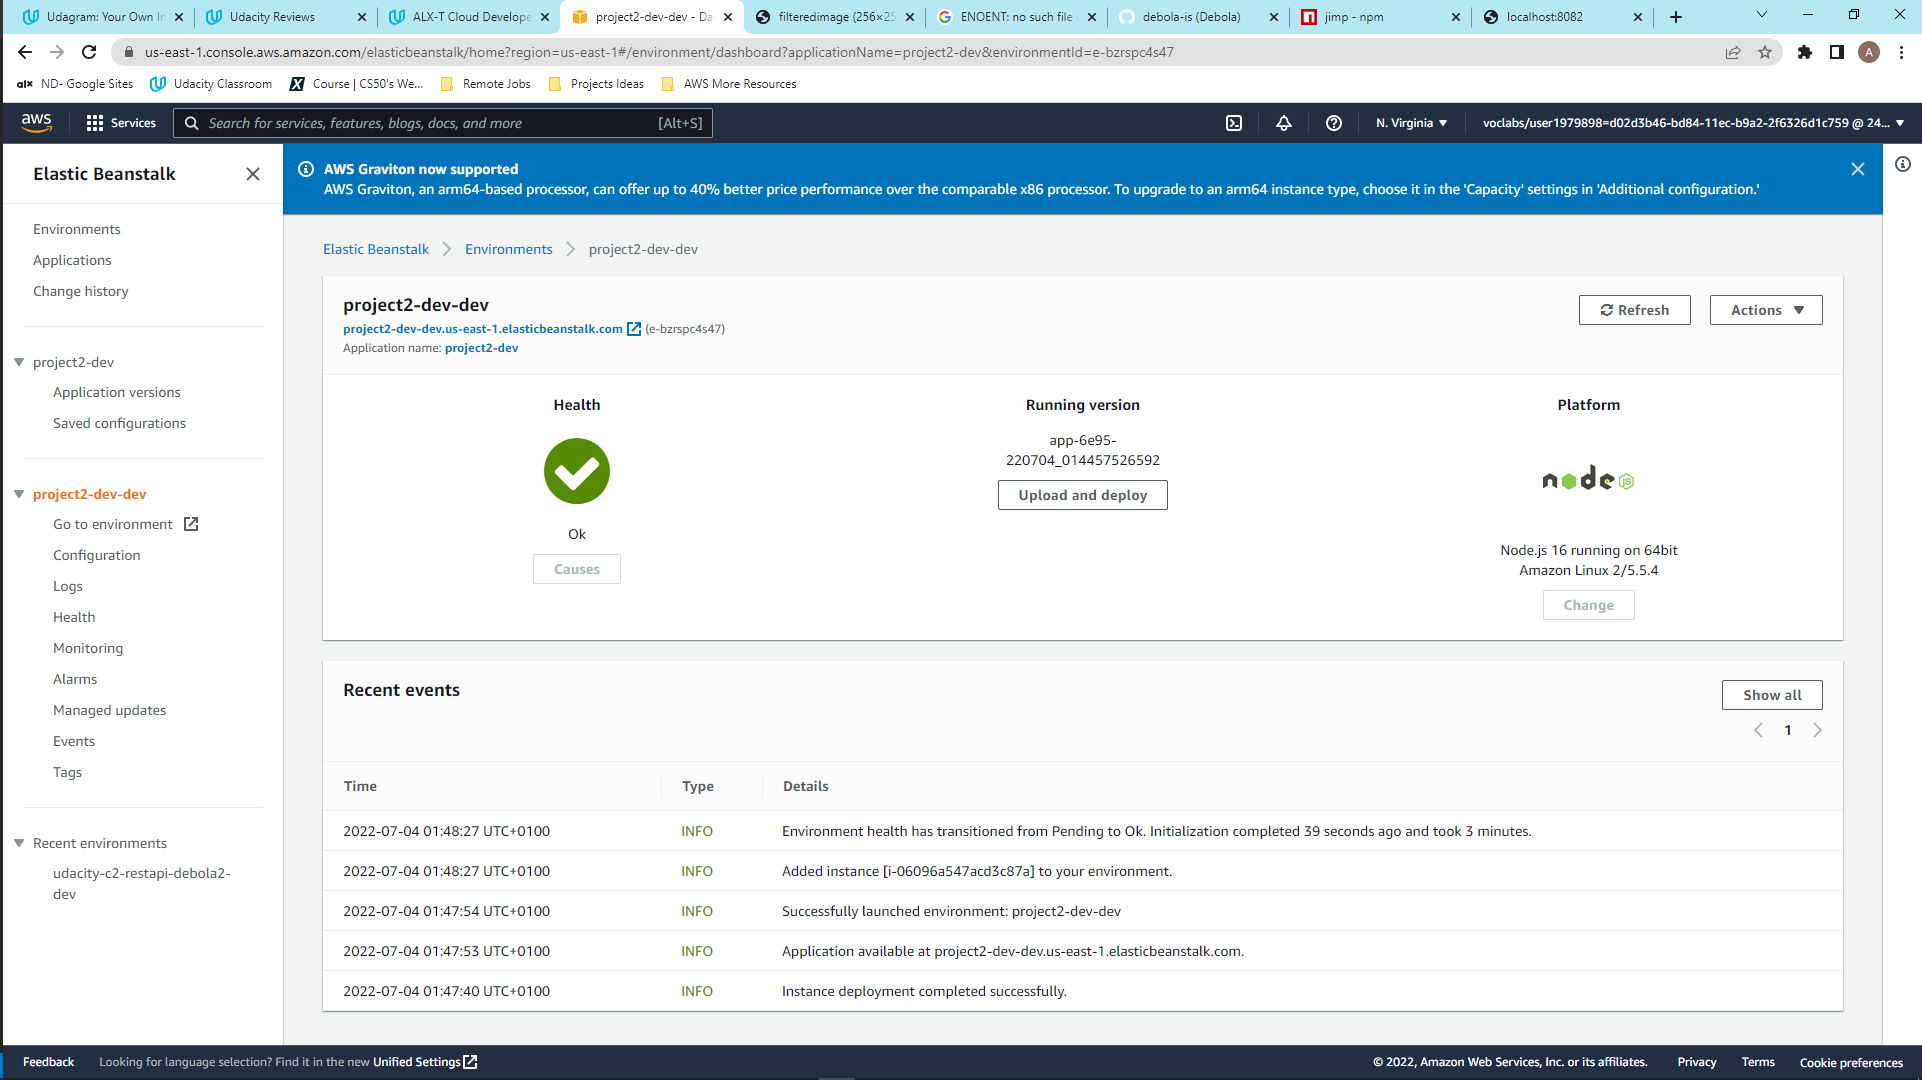 Udagram: Your Own In
Udacity Reviews
ALX-T Cloud Develope
project2-dev-dev - Da
filteredimage (256×25
ENOENT: no such file
debola-is (Debola)
jimp - npm
localhost:8082
us-east-1.console.aws.amazon.com/elasticbeanstalk/home?region=us-east-1#/environment/dashboard?applicationName=project2-dev&environmentId=e-bzrspc4s47
A
alx ND- Google Sites
Udacity Classroom
Course | CS50's We...
Remote Jobs
Projects Ideas
AWS More Resources
aws
Services
Search for services, features, blogs, docs, and more [Alt+S]
N. Virginia
voclabs/user1979898=d02d3b46-bd84-11ec-b9a2-2f6326d1c759 @ 24...
Elastic Beanstalk
Environments
Applications
Change history
project2-dev
Application versions
Saved configurations
project2-dev-dev
Go to environment
Configuration
Logs
Health
Monitoring
Alarms
Managed updates
Events
Tags
Recent environments
udacity-c2-restapi-debola2-
dev
AWS Graviton now supported
AWS Graviton, an arm64-based processor, can offer up to 40% better price performance over the comparable x86 processor. To upgrade to an arm64 instance type, choose it in the 'Capacity' settings in 'Additional configuration.'
Elastic Beanstalk
Environments
project2-dev-dev
project2-dev-dev
Refresh
Actions
project2-dev-dev.us-east-1.elasticbeanstalk.com (e-bzrspc4s47)
Application name: project2-dev
Health
Ok
Causes
Running version
app-6e95-
220704_014457526592
Upload and deploy
Platform
node JS
Node.js 16 running on 64bit
Amazon Linux 2/5.5.4
Change
Recent events
Show all
1
Time Type Details
2022-07-04 01:48:27 UTC+0100 INFO Environment health has transitioned from Pending to Ok. Initialization completed 39 seconds ago and took 3 minutes.
2022-07-04 01:48:27 UTC+0100 INFO Added instance [i-06096a547acd3c87a] to your environment.
2022-07-04 01:47:54 UTC+0100 INFO Successfully launched environment: project2-dev-dev
2022-07-04 01:47:53 UTC+0100 INFO Application available at project2-dev-dev.us-east-1.elasticbeanstalk.com.
2022-07-04 01:47:40 UTC+0100 INFO Instance deployment completed successfully.
Feedback
Looking for language selection? Find it in the new Unified Settings
© 2022, Amazon Web Services, Inc. or its affiliates.
Privacy
Terms
Cookie preferences